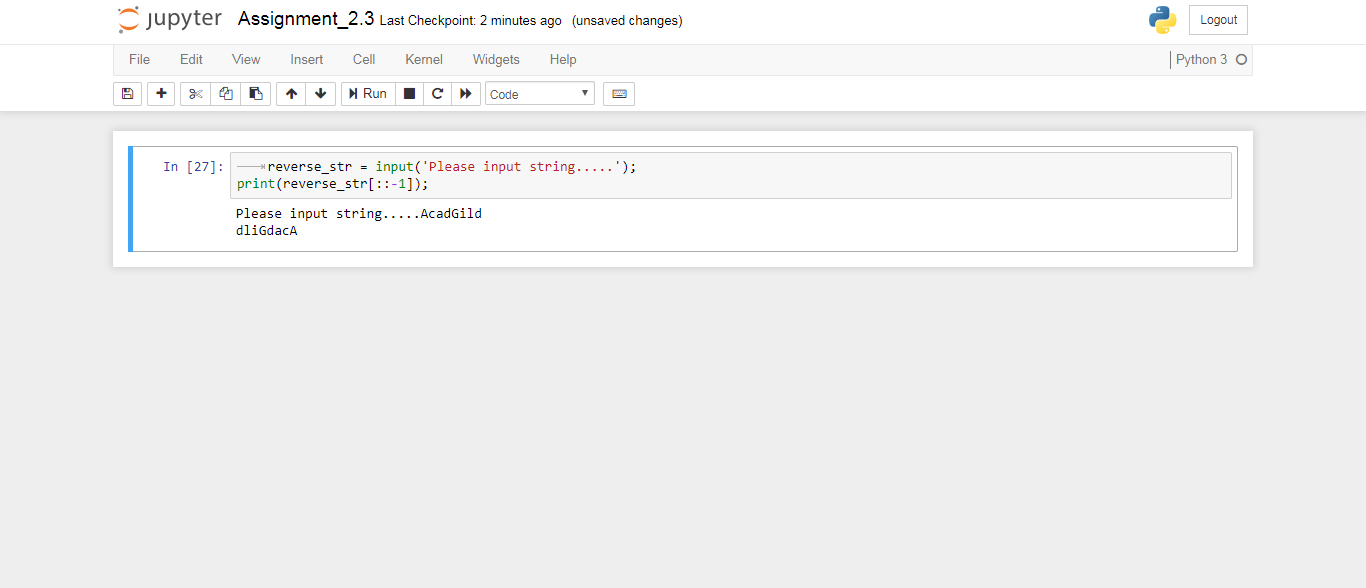 jupyter Assignment_2.3 Last Checkpoint: 2 minutes ago (unsaved changes) Logout
File Edit View Insert Cell Kernel Widgets Help Python 3
Run Code
In [27]: reverse_str = input('Please input string.....');
print(reverse_str[::-1]);
Please input string.....AcadGild
dliGdacA